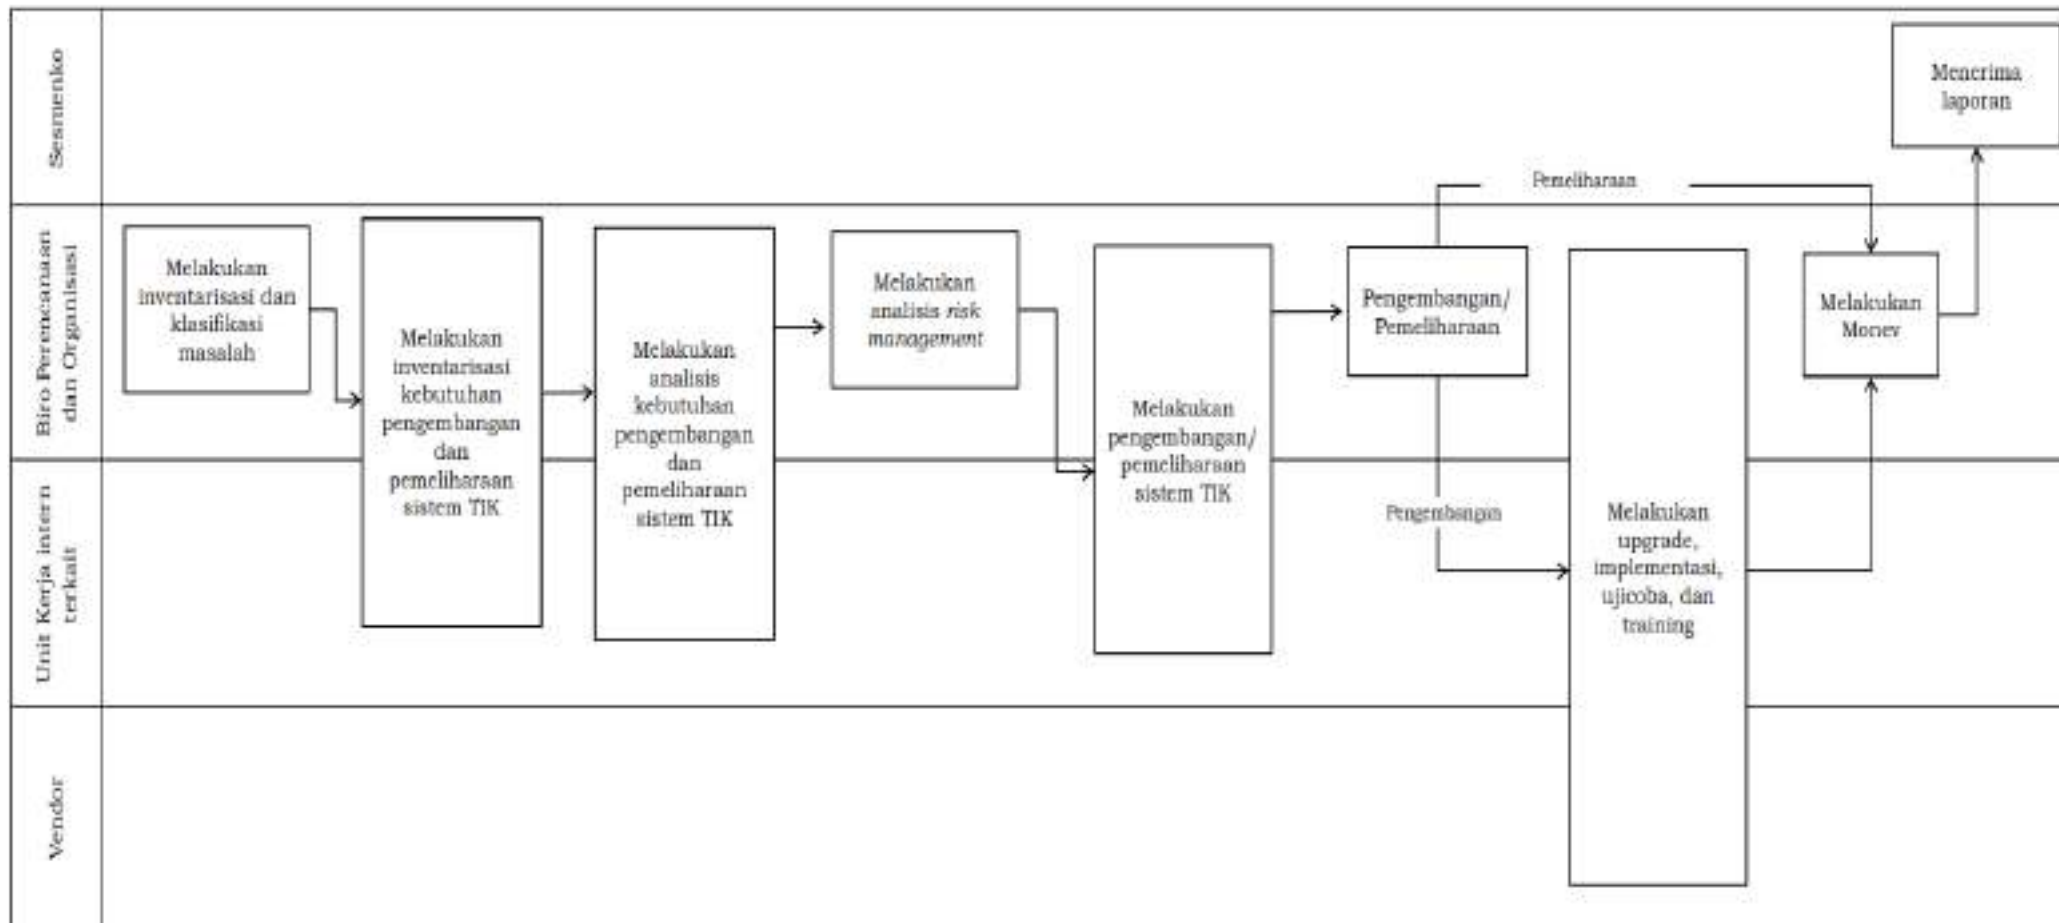 Sesmenko
Menerima
laporan
Pemeliharaan
Biro Perencanaan
dan Organisasi
Melakukan
inventarisasi dan
klasifikasi
masalah
Melakukan
inventarisasi
kebutuhan
pengembangan
dan
pemeliharaan
sistem TIK
Melakukan
analisis
kebutuhan
pengembangan
dan
pemeliharaan
sistem TIK
Melakukan
analisis risk
management
Melakukan
pengembangan/
pemeliharaan
sistem TIK
Pengembangan/
Pemeliharaan
Melakukan
Monev
Unit Kerja intern
terkait
Pengembangan
Melakukan
upgrade,
implementasi,
ujicoba, dan
training
Vendor